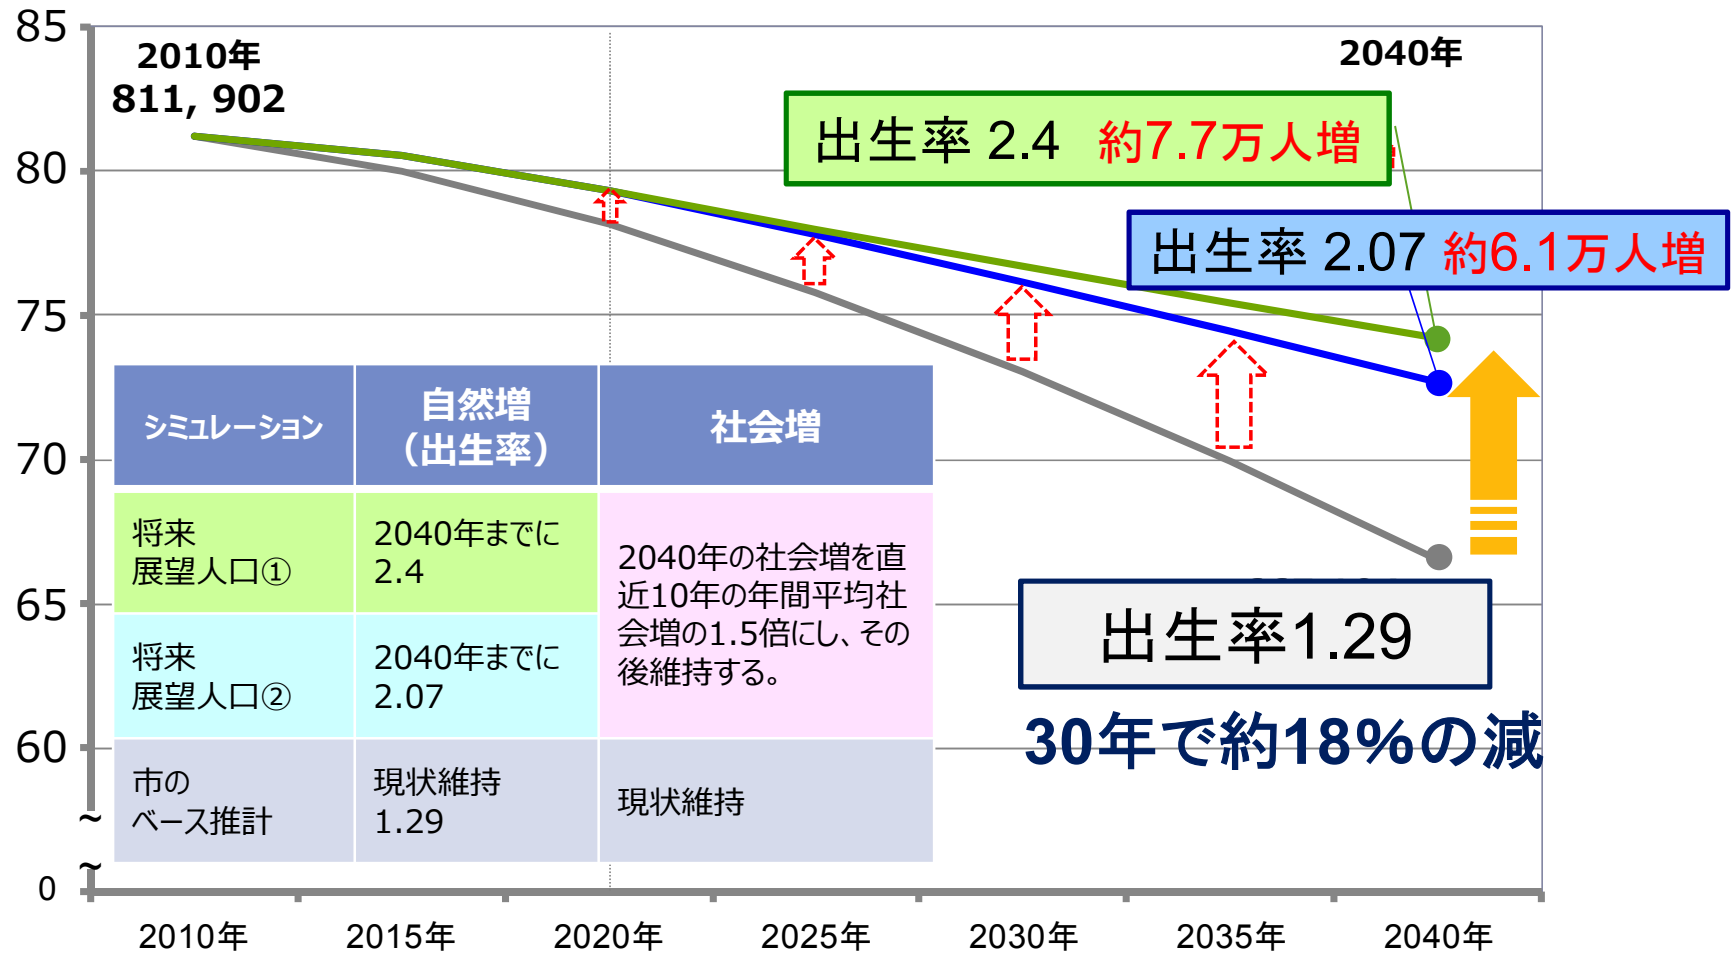 85
80
75
70
65
60
~
~
0
2010年
811, 902
2040年
出生率 2.4 約7.7万人増
出生率 2.07 約6.1万人増
シミュレーション
自然増
（出生率）
社会増
将来
展望人口①
2040年までに
2.4
2040年の社会増を直
近10年の年間平均社
会増の1.5倍にし、その
後維持する。
将来
展望人口②
2040年までに
2.07
市の
ベース推計
現状維持
1.29
現状維持
出生率1.29
30年で約18%の減
2010年
2015年
2020年
2025年
2030年
2035年
2040年